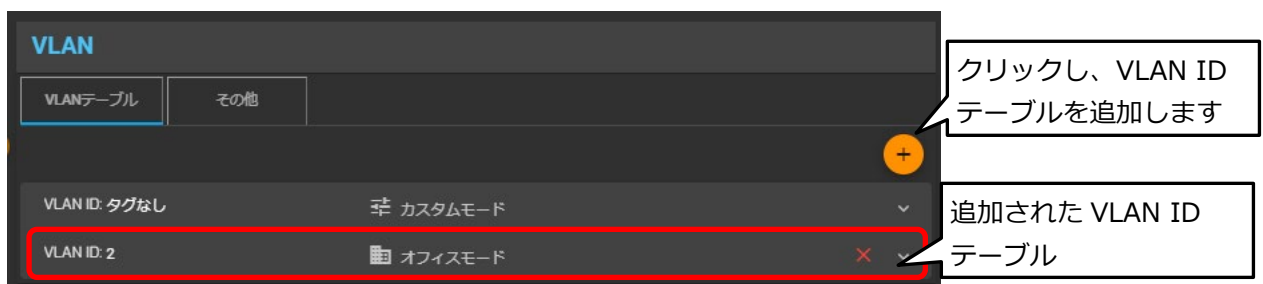 VLAN
クリックし、VLAN ID
テーブルを追加します
VLANテーブル その他
+
VLAN ID: タグなし カスタムモード
追加された VLAN ID
テーブル
VLAN ID: 2 オフィスモード